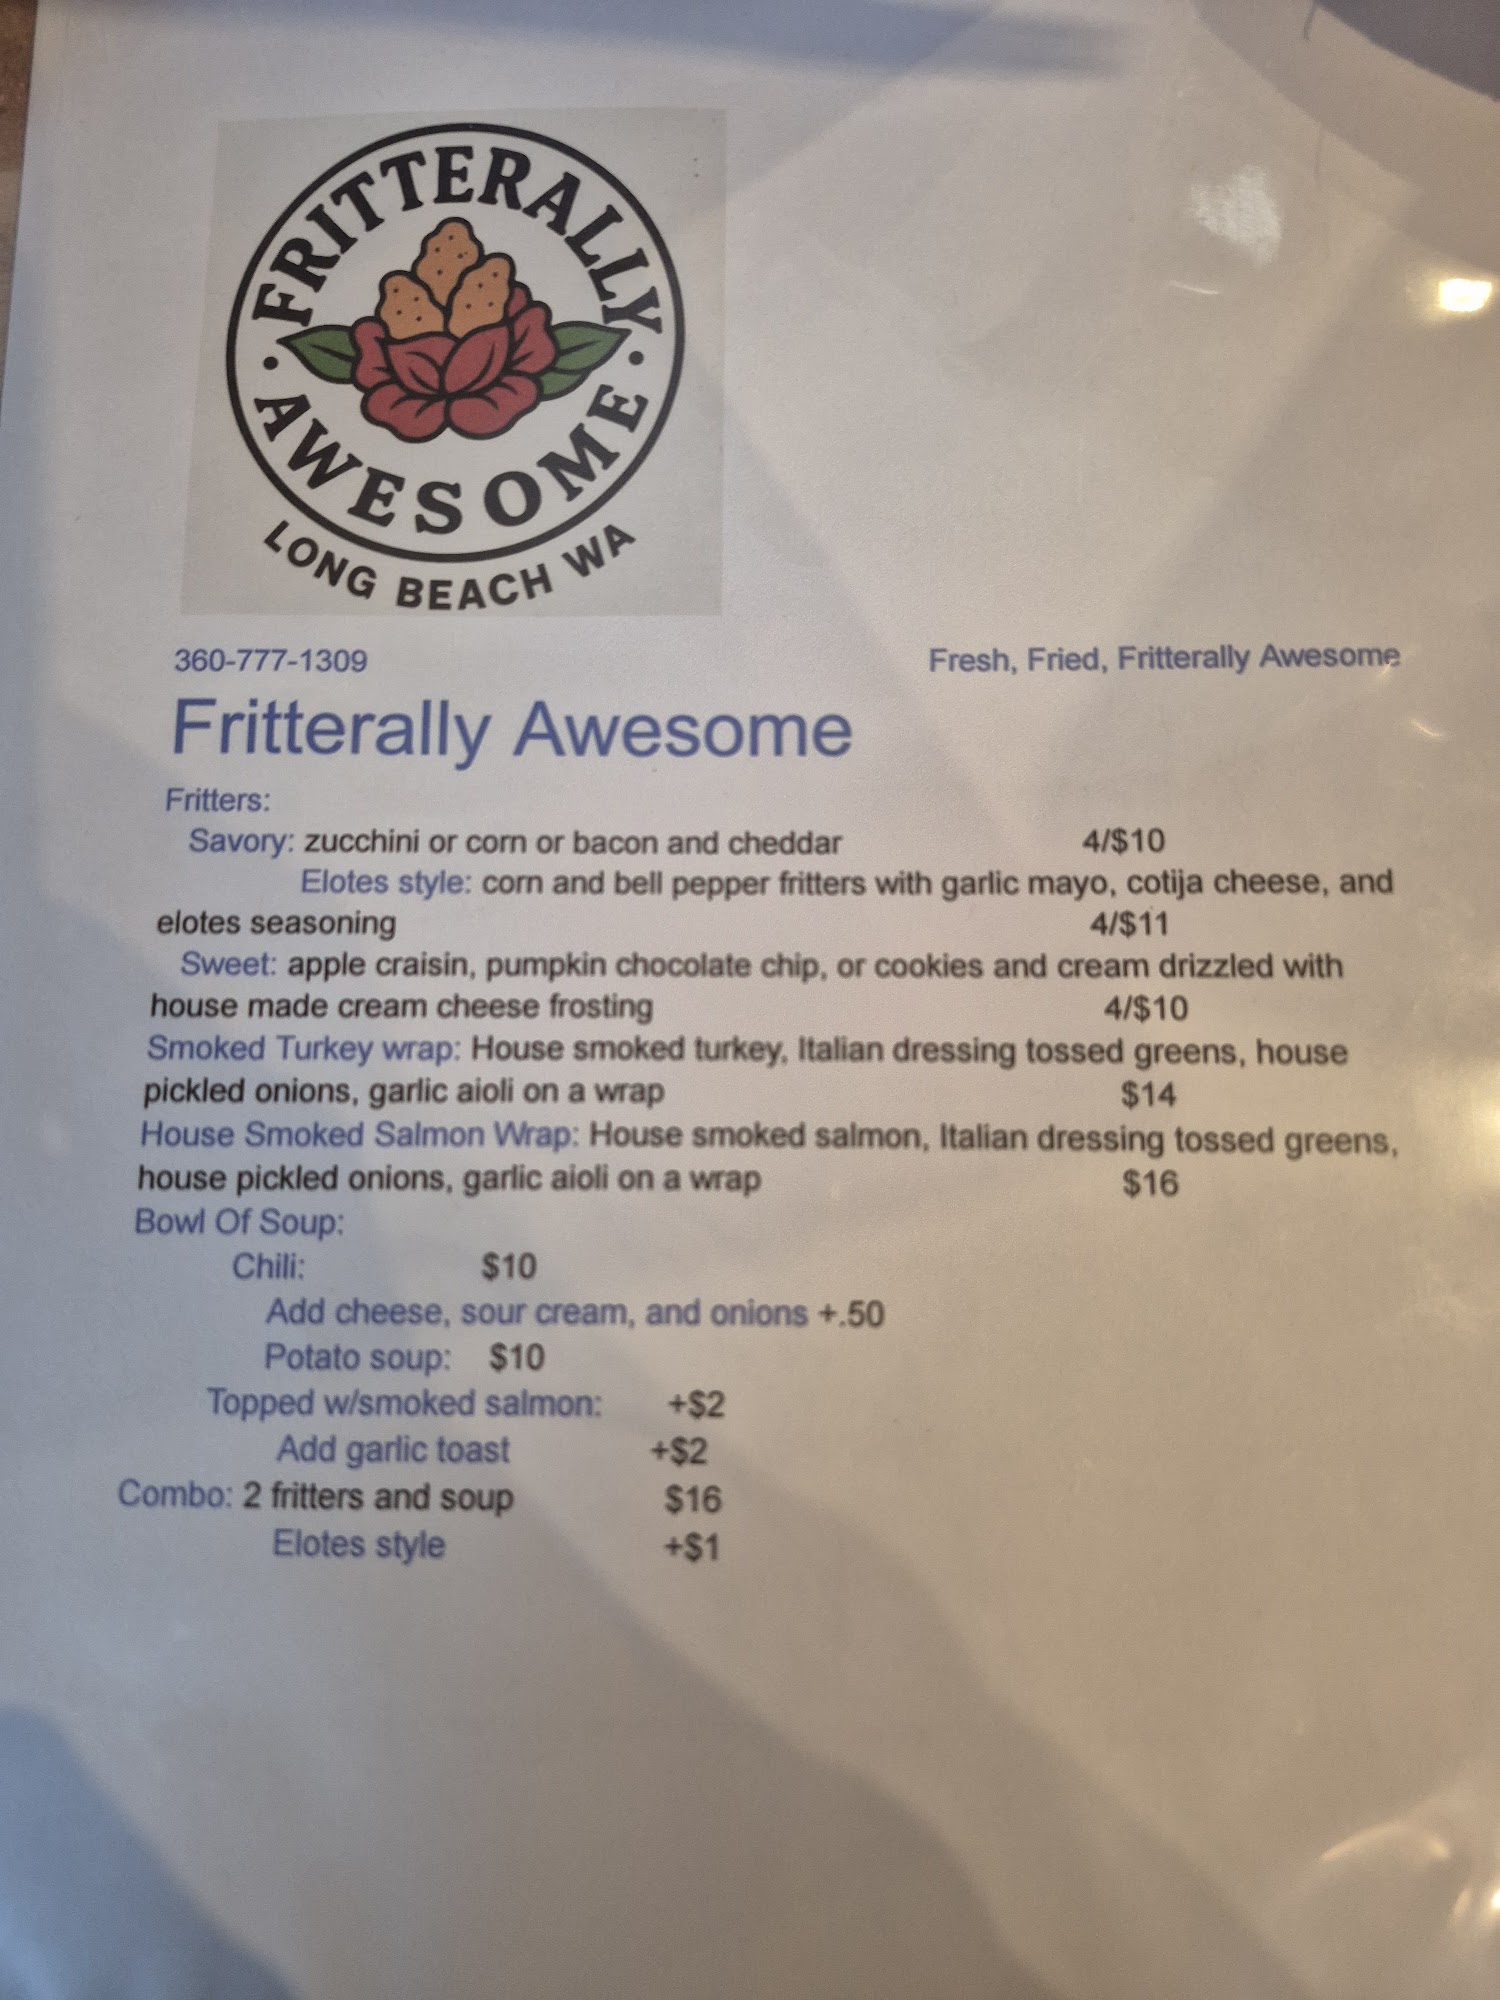 FRITTERALLY
AWESOME
LONG BEACH WA
360-777-1309 Fresh, Fried, Fritterally Awesome
Fritterally Awesome
Fritters:
Savory: zucchini or corn or bacon and cheddar 4/$10
Elotes style: corn and bell pepper fritters with garlic mayo, cotija cheese, and
elotes seasoning 4/$11
Sweet: apple craisin, pumpkin chocolate chip, or cookies and cream drizzled with
house made cream cheese frosting 4/$10
Smoked Turkey wrap: House smoked turkey, Italian dressing tossed greens, house
pickled onions, garlic aioli on a wrap $14
House Smoked Salmon Wrap: House smoked salmon, Italian dressing tossed greens,
house pickled onions, garlic aioli on a wrap $16
Bowl Of Soup:
Chili: $10
Add cheese, sour cream, and onions +.50
Potato soup: $10
Topped w/smoked salmon: +$2
Add garlic toast +$2
Combo: 2 fritters and soup $16
Elotes style +$1